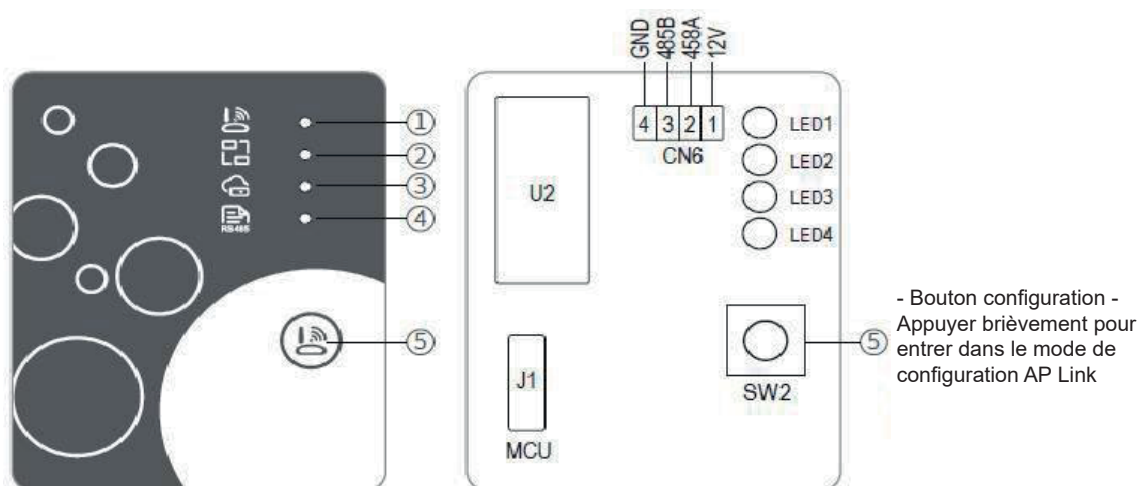 GND
485B
458A
12V
①
②
③
④
RS485
⑤
4 3 2 1
CN6
LED1
LED2
LED3
LED4
U2
J1
MCU
SW2
⑤
- Bouton configuration -
Appuyer brièvement pour
entrer dans le mode de
configuration AP Link